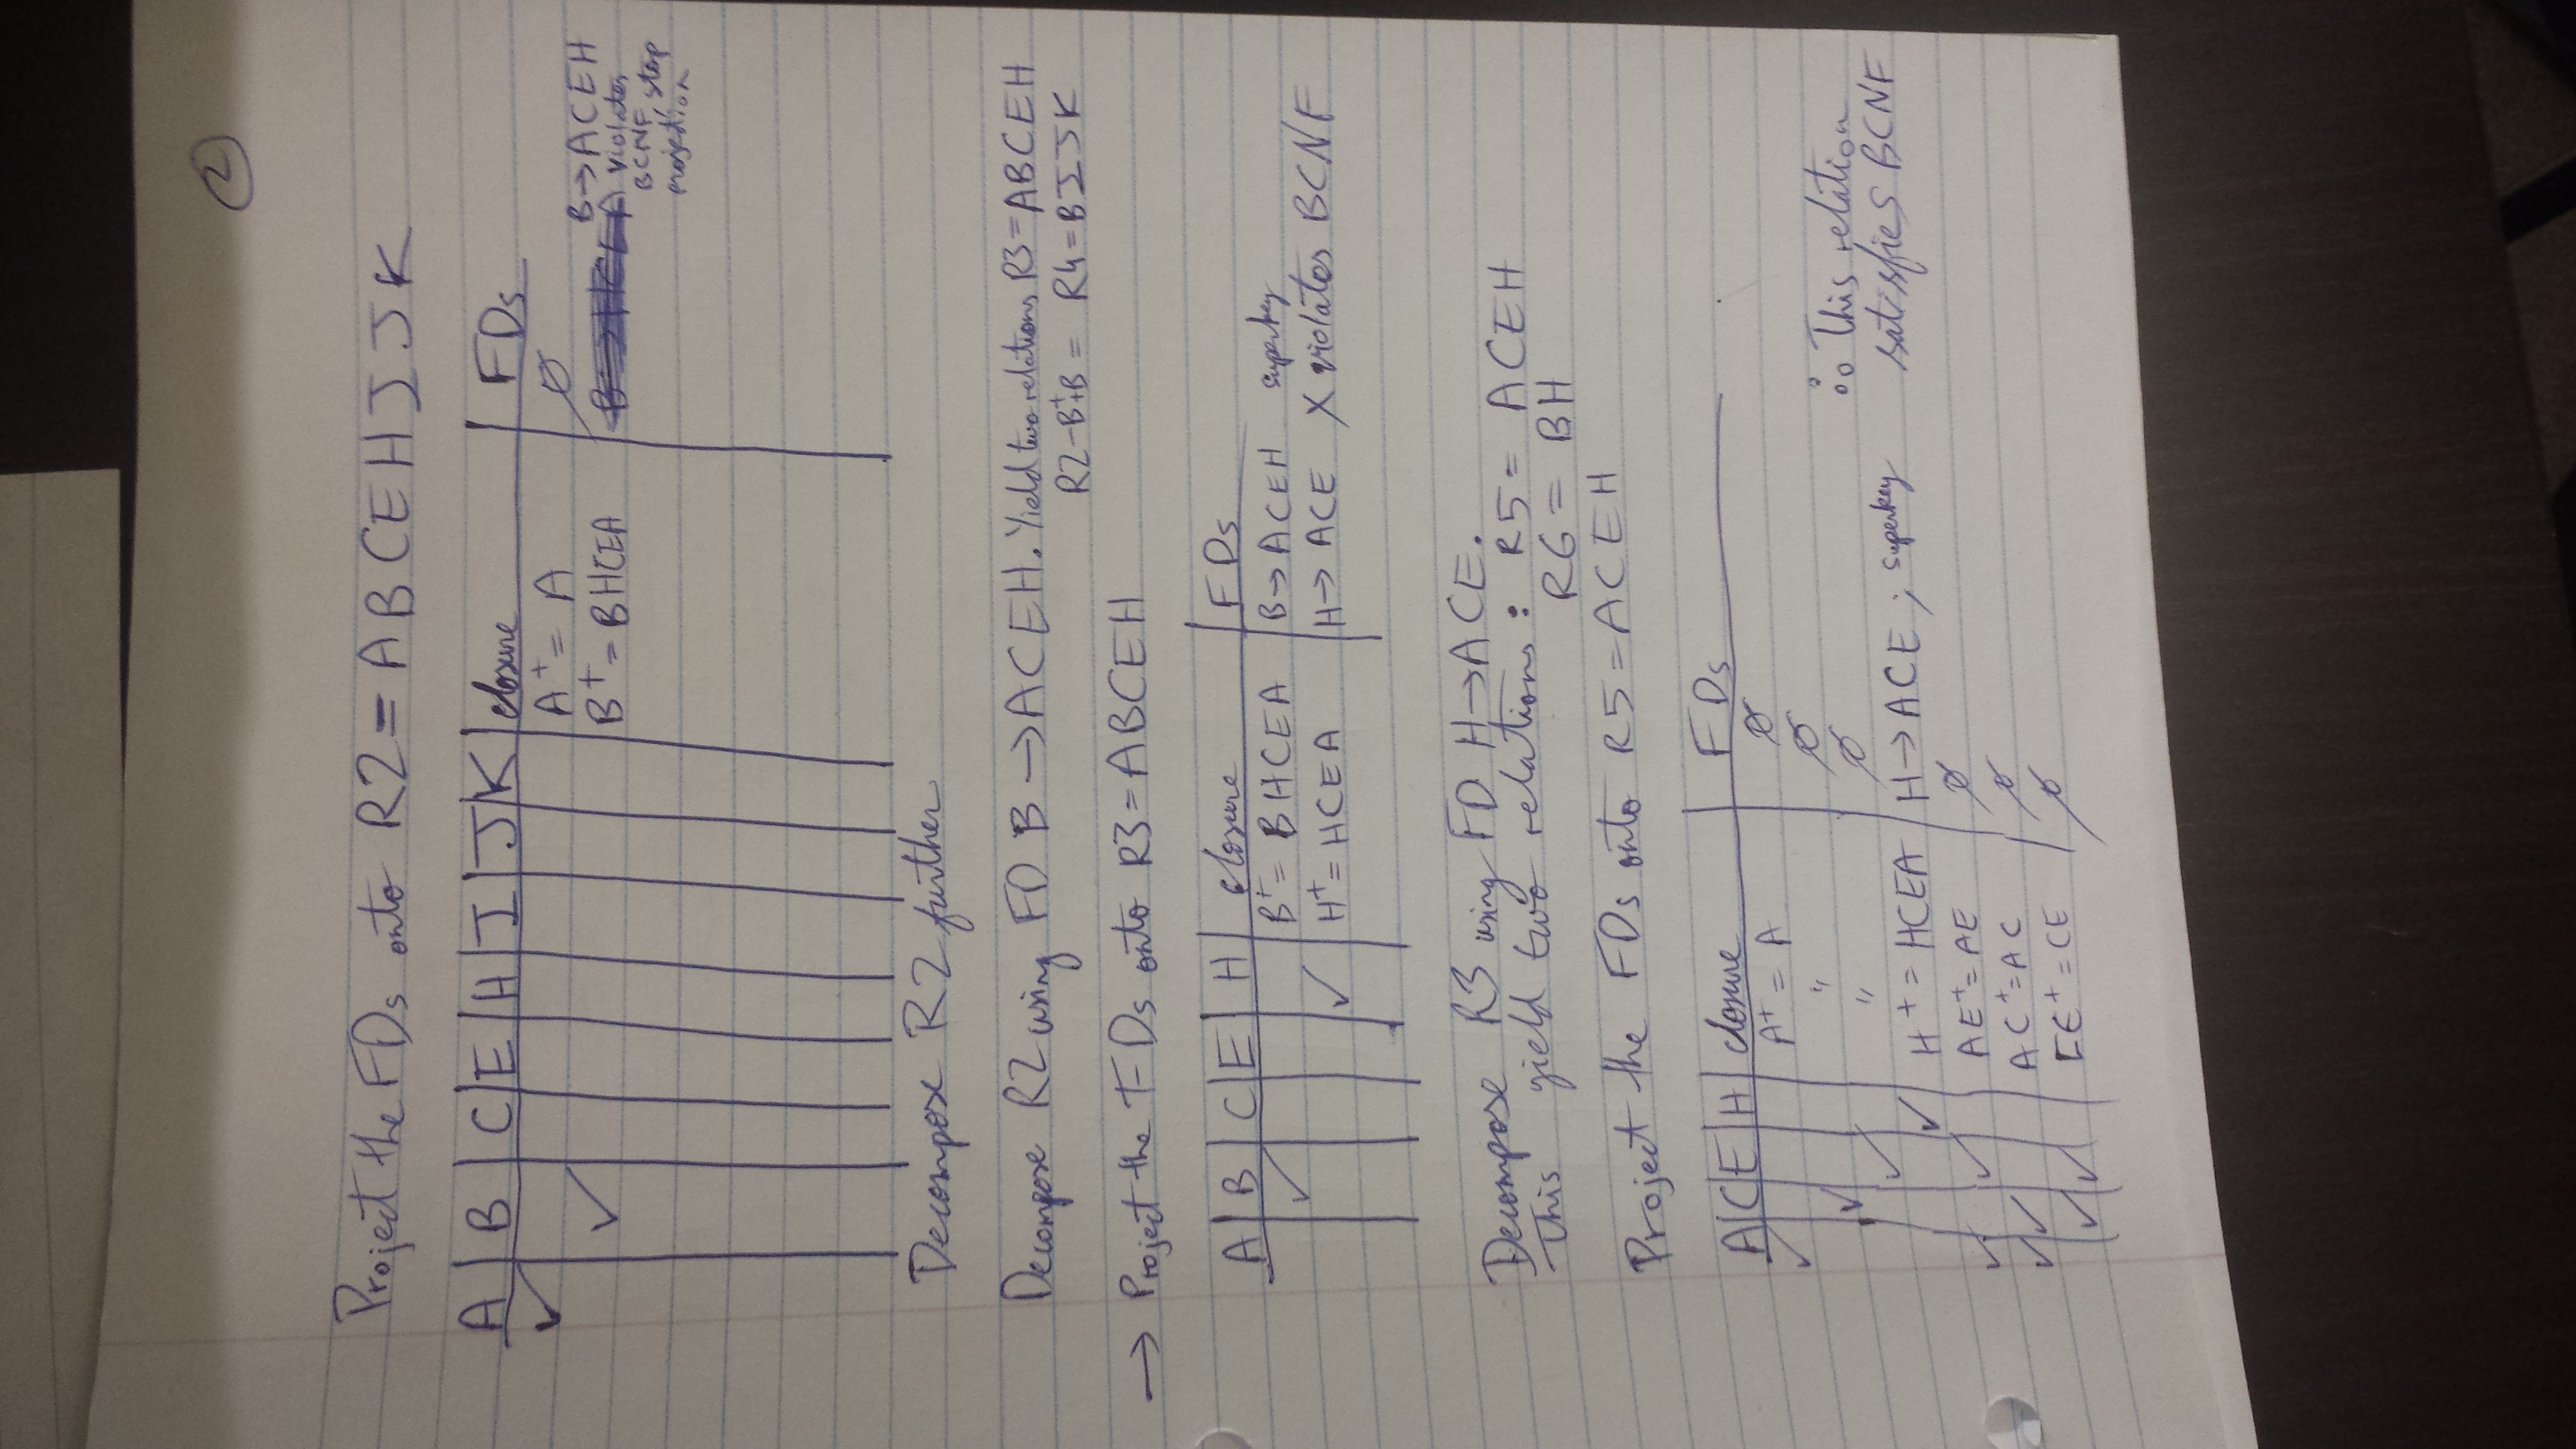 2
Project the FDs onto R2 = ABCEHIJK
A | B | C | E | H | I | J | K | closure | FDs
✓ A⁺ = A ∅
✓ B⁺ = BHCEA B→ACEH
violates
BCNF, stop
projection
Decompose R2 further
Decompose R2 using FD B→ACEH. Yield two relations R3 = ABCEH
R2-B⁺+B = R4 = BIJK
→ Project the FDs onto R3 = ABCEH
A | B | C | E | H | closure | FDs
✓ B⁺ = BHCEA B→ACEH superkey
✓ H⁺ = HCEA H→ACE X violates BCNF
Decompose R3 using FD H→ACE.
This yield two relations: R5 = ACEH
R6 = BH
Project the FDs onto R5 = ACEH
A | C | E | H | closure | FDs
✓ A⁺ = A ∅
✓ " ∅
✓ " ∅
✓ H⁺ = HCEA H→ACE; superkey
✓ ✓ AE⁺ = AE ∅
✓ ✓ AC⁺ = AC ∅
✓ ✓ CE⁺ = CE ∅
∴ This relation
satisfies BCNF